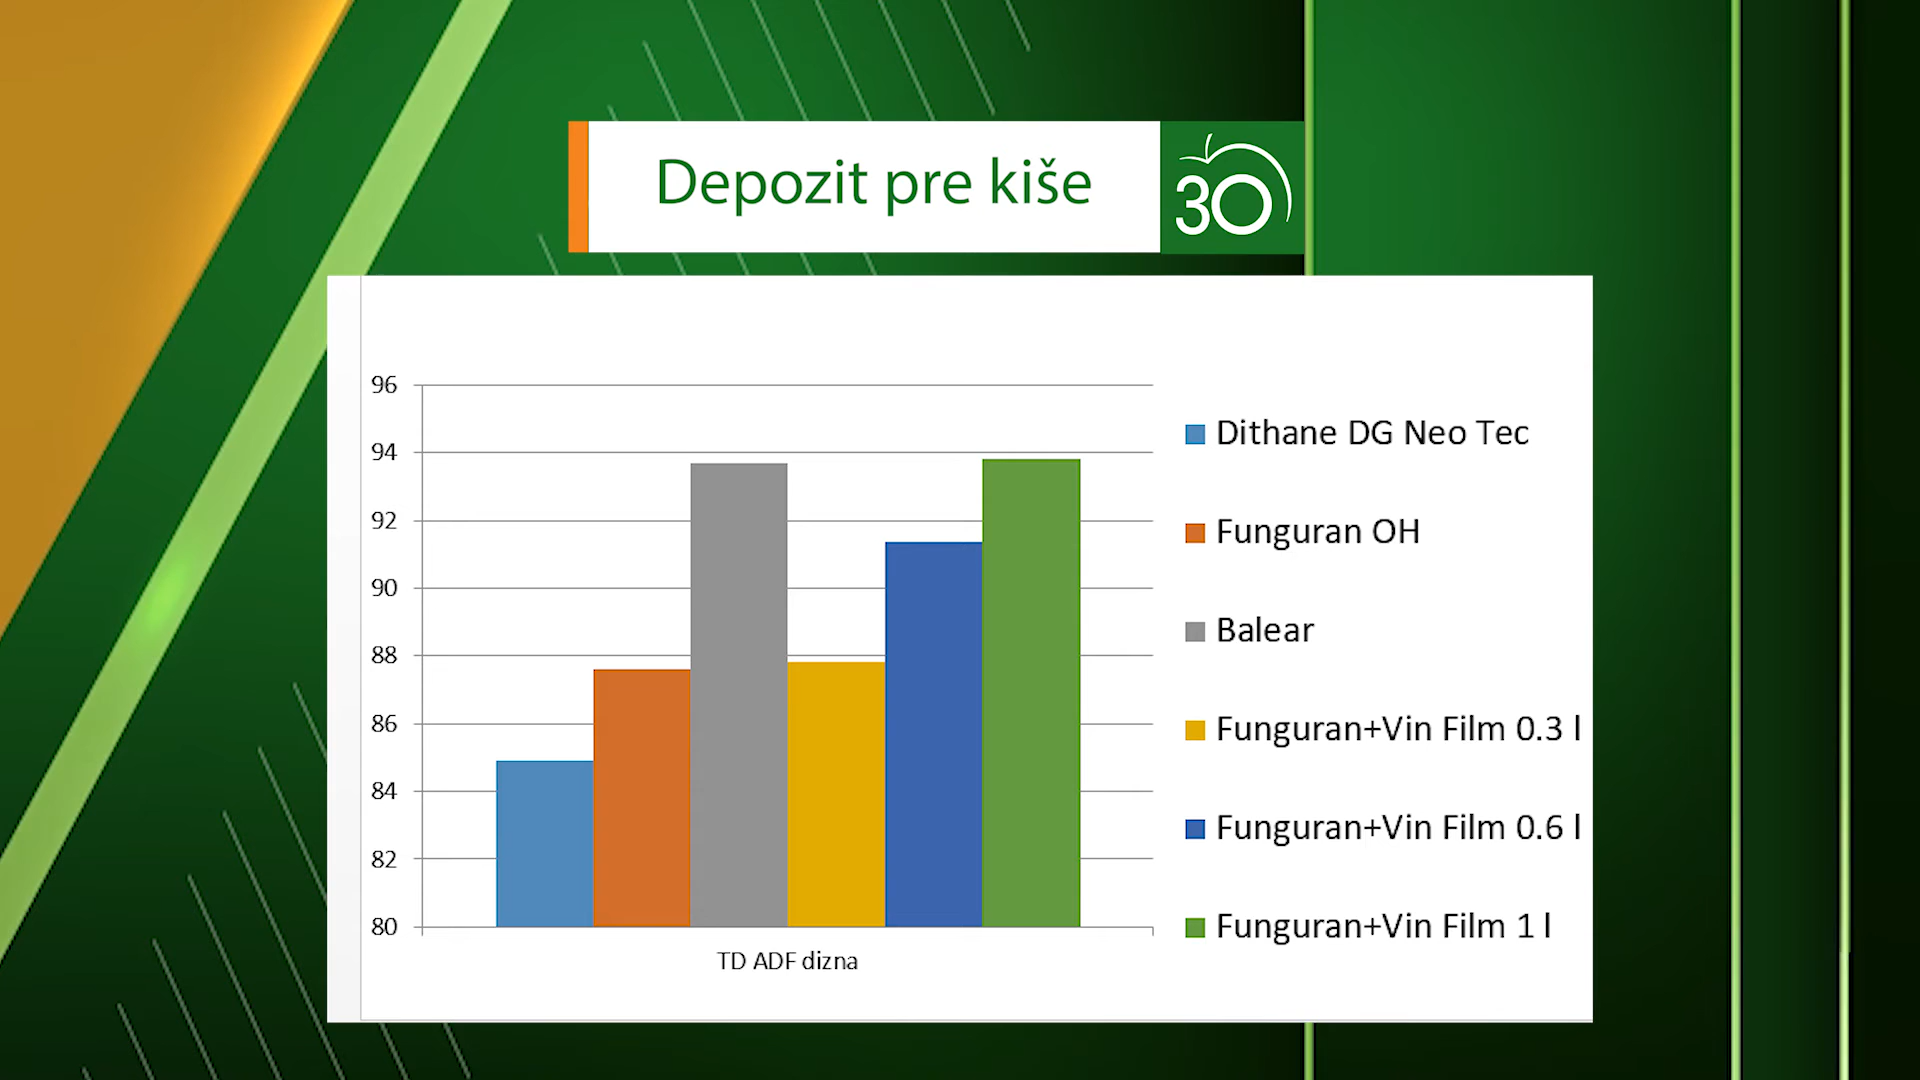 Depozit pre kiše
30
96
94
92
90
88
86
84
82
80
TD ADF dizna
Dithane DG Neo Tec
Funguran OH
Balear
Funguran+Vin Film 0.3 l
Funguran+Vin Film 0.6 l
Funguran+Vin Film 1 l